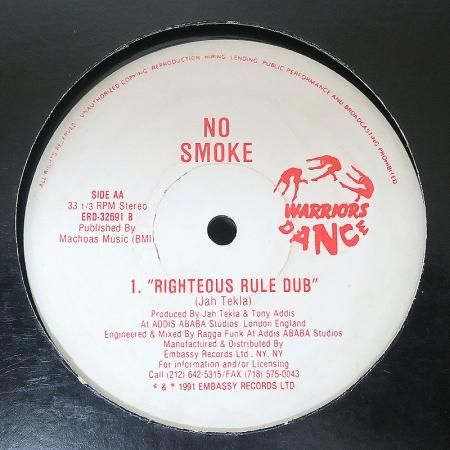 ALL RIGHTS RESERVED · UNAUTHORIZED COPYING REPRODUCTION HIRING LENDING PUBLIC PERFORMANCE AND BROADCASTING PROHIBITED
NO
SMOKE
SIDE AA
33 1/3 RPM Stereo
ERD-32691 B
Published By
Machoas Music (BMI)
WARRIORS
DANCE
1. "RIGHTEOUS RULE DUB"
(Jah Tekla)
Produced By Jah Tekla & Tony Addis
At ADDIS ABABA Studios, London England
Engineered & Mixed By Ragga Funk At Addis ABABA Studios
Manufactured & Distributed By
Embassy Records Ltd., NY. NY
For information and/or Licensing
Call (212) 642-5315/FAX (718) 575-0043
© & ℗ 1991 EMBASSY RECORDS LTD